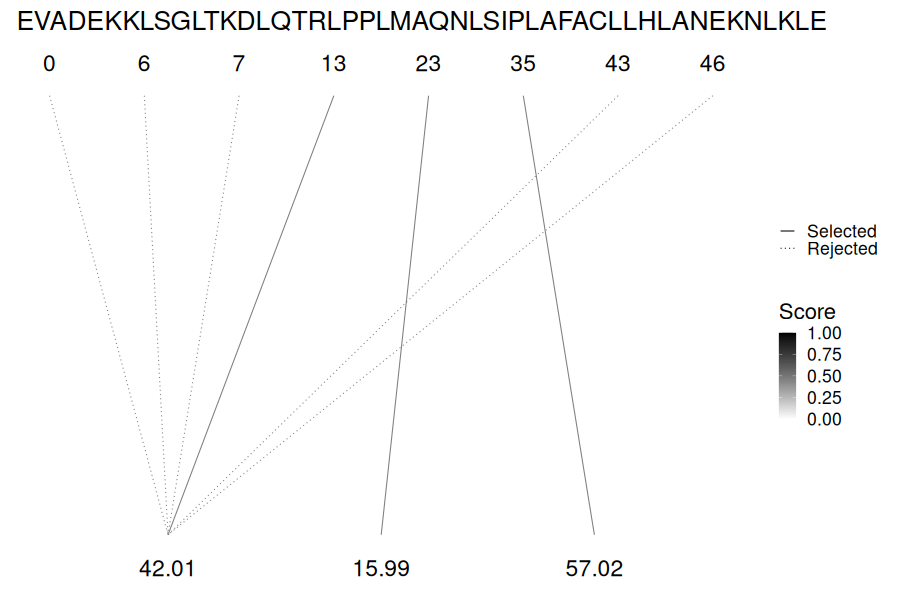 EVADEKKLSGLTKDLQTRLPPLMAQNLSIPLAFACLLHLANEKNLKLE
0 6 7 13 23 35 43 46
Selected
Rejected
Score
1.00
0.75
0.50
0.25
0.00
42.01 15.99 57.02